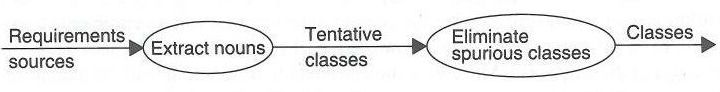 Requirements
sources
Extract nouns
Tentative
classes
Eliminate
spurious classes
Classes